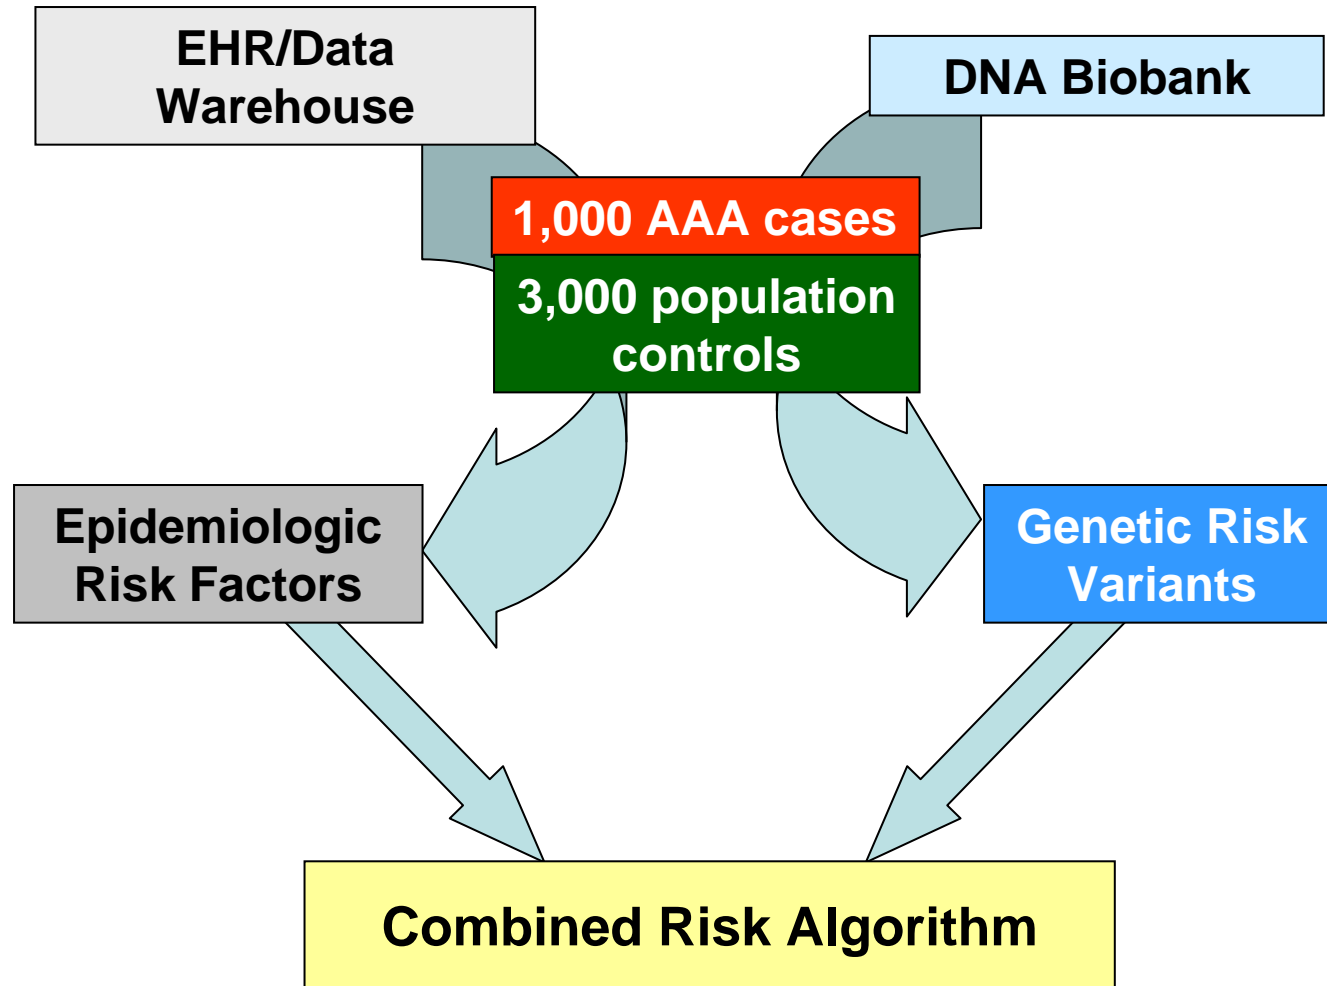 EHR/Data
Warehouse
DNA Biobank
1,000 AAA cases
3,000 population
controls
Epidemiologic
Risk Factors
Genetic Risk
Variants
Combined Risk Algorithm